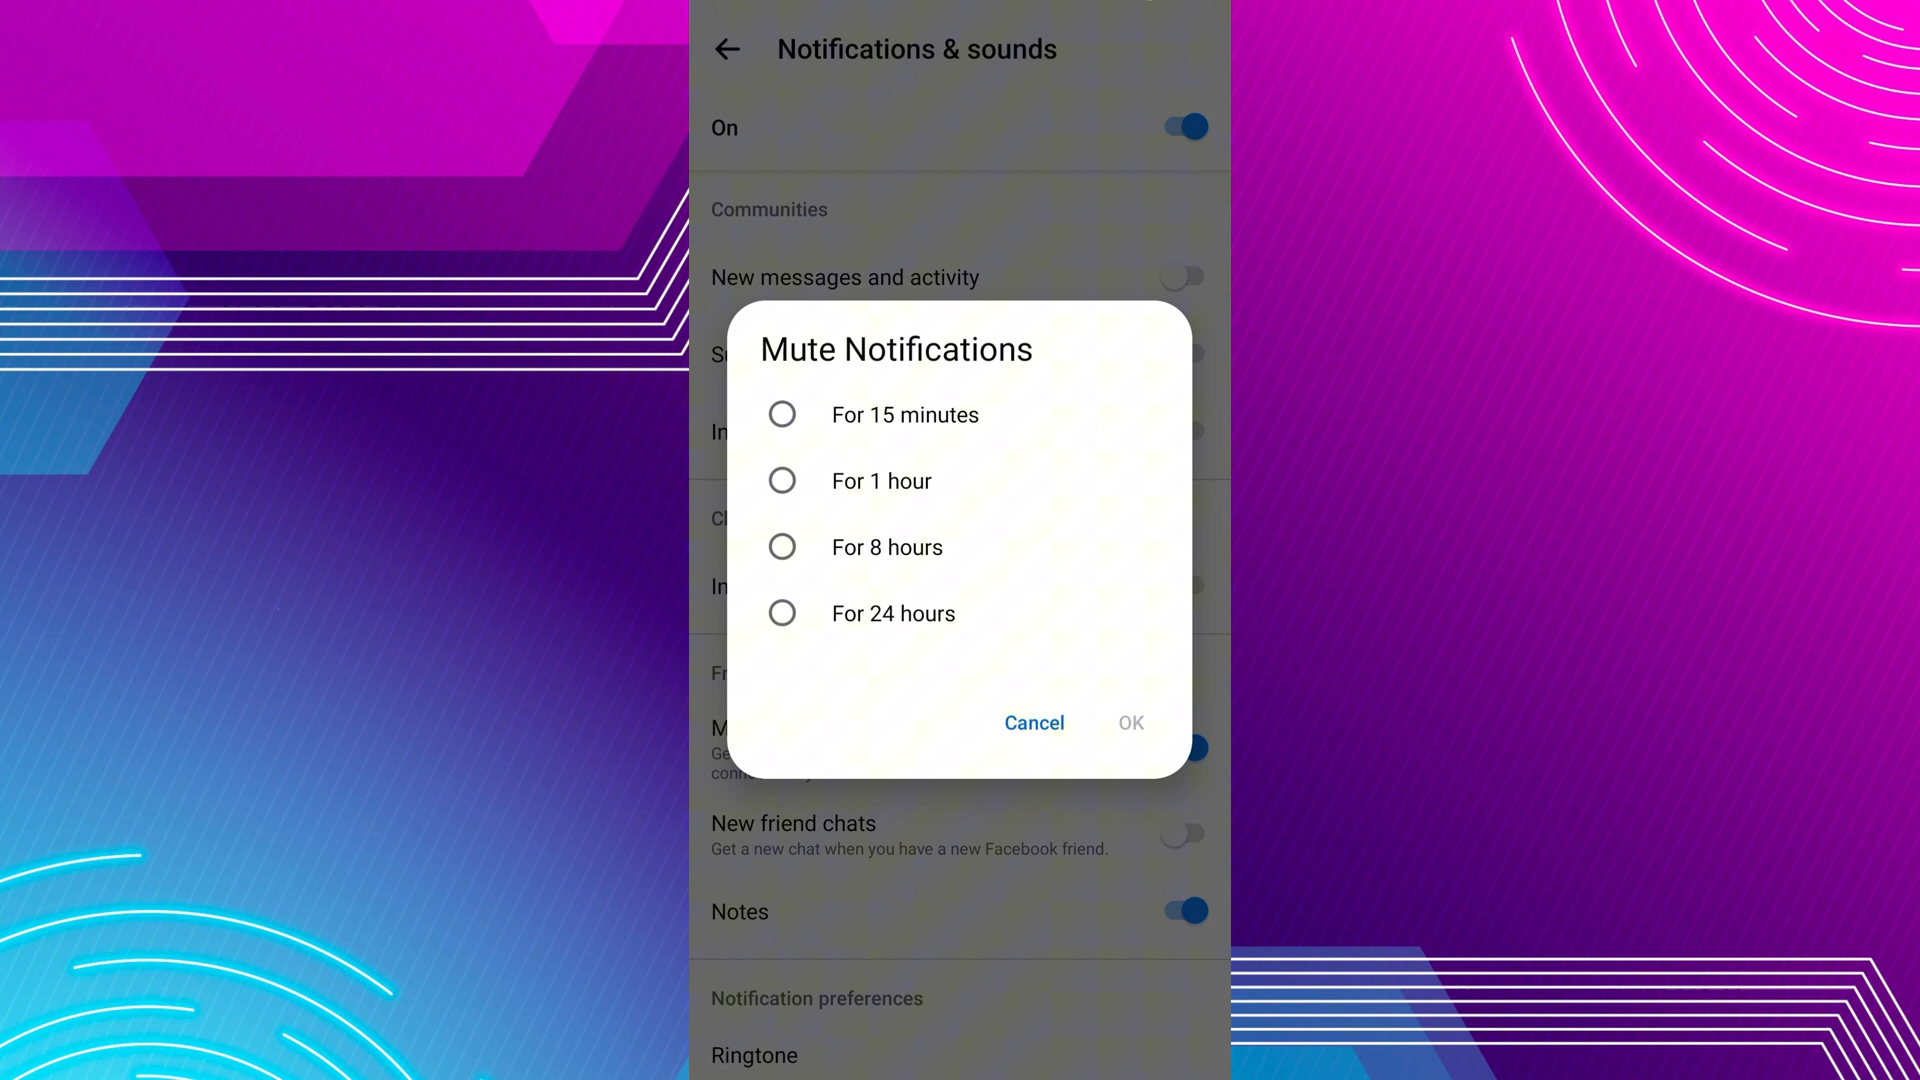 Notifications & sounds
On
Communities
New messages and activity
Mute Notifications
For 15 minutes
For 1 hour
For 8 hours
For 24 hours
Cancel OK
New friend chats
Get a new chat when you have a new Facebook friend.
Notes
Notification preferences
Ringtone